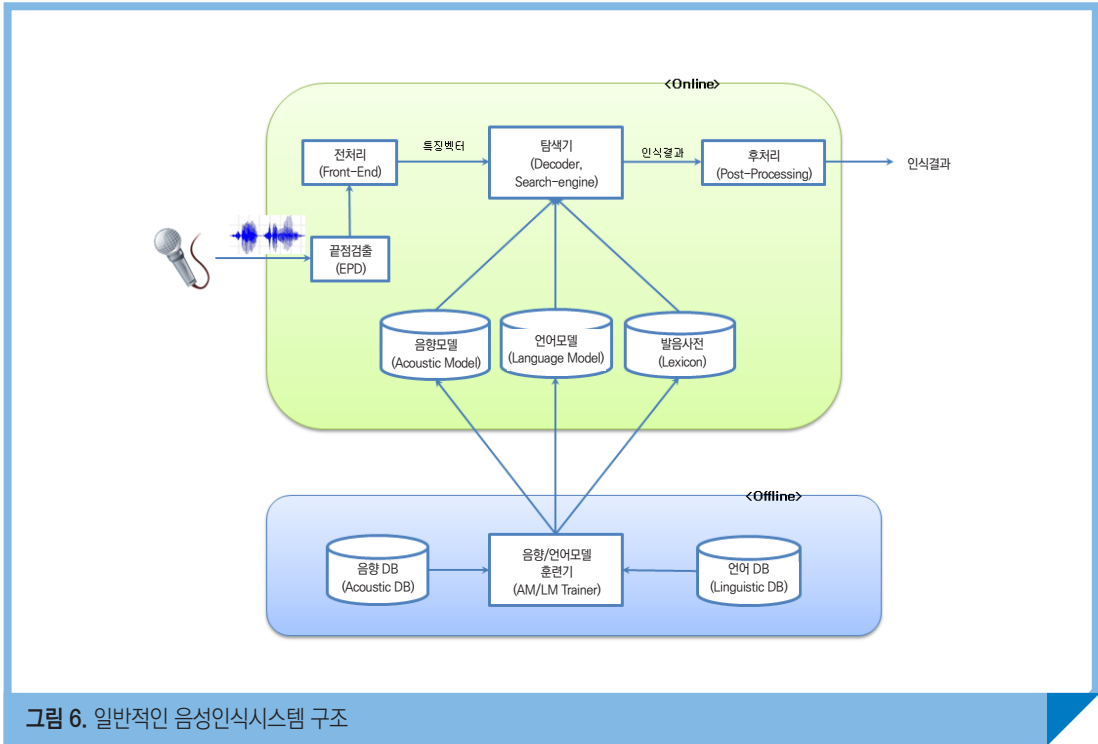 <Online>
전처리
(Front-End)
특징벡터
탐색기
(Decoder,
Search-engine)
인식결과
후처리
(Post-Processing)
인식결과
끝점검출
(EPD)
음향모델
(Acoustic Model)
언어모델
(Language Model)
발음사전
(Lexicon)
<Offline>
음향 DB
(Acoustic DB)
음향/언어모델
훈련기
(AM/LM Trainer)
언어 DB
(Linguistic DB)
그림 6. 일반적인 음성인식시스템 구조